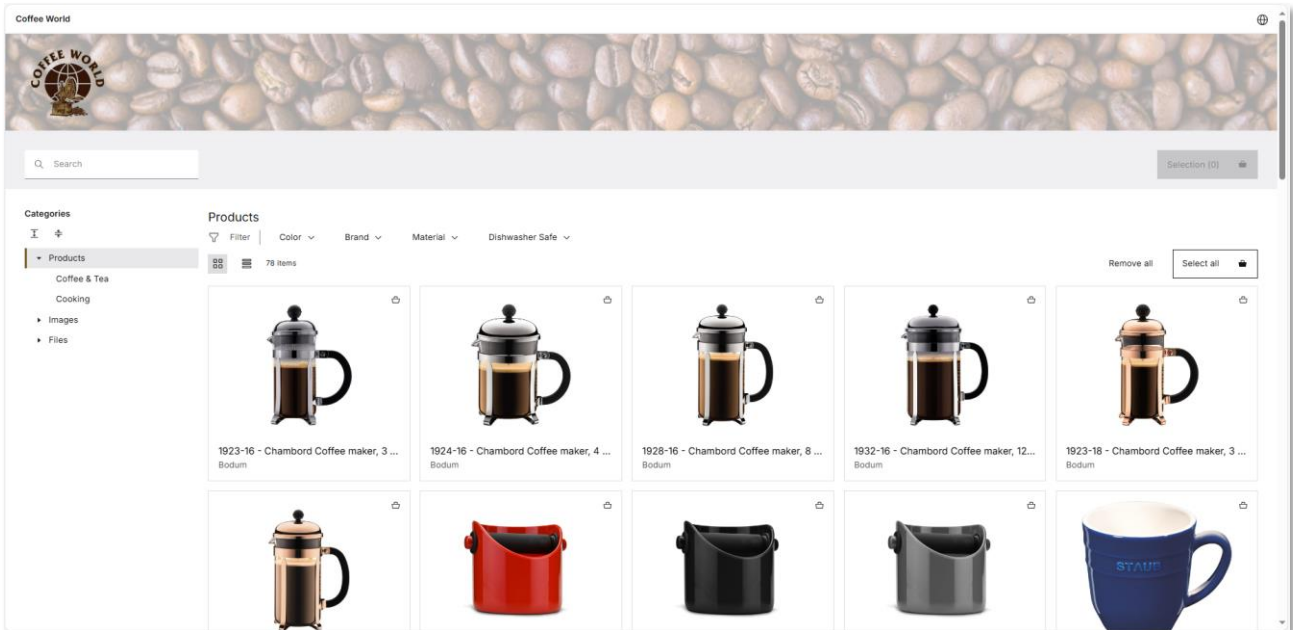 Coffee World
COFFEE WORLD
Search
Selection (0)
Categories
Products
Coffee & Tea
Cooking
Images
Files
Products
Filter Color Brand Material Dishwasher Safe
78 items
Remove all Select all
1923-16 - Chambord Coffee maker, 3 ...
Bodum
1924-16 - Chambord Coffee maker, 4 ...
Bodum
1928-16 - Chambord Coffee maker, 8 ...
Bodum
1932-16 - Chambord Coffee maker, 12...
Bodum
1923-18 - Chambord Coffee maker, 3 ...
Bodum
STAUB